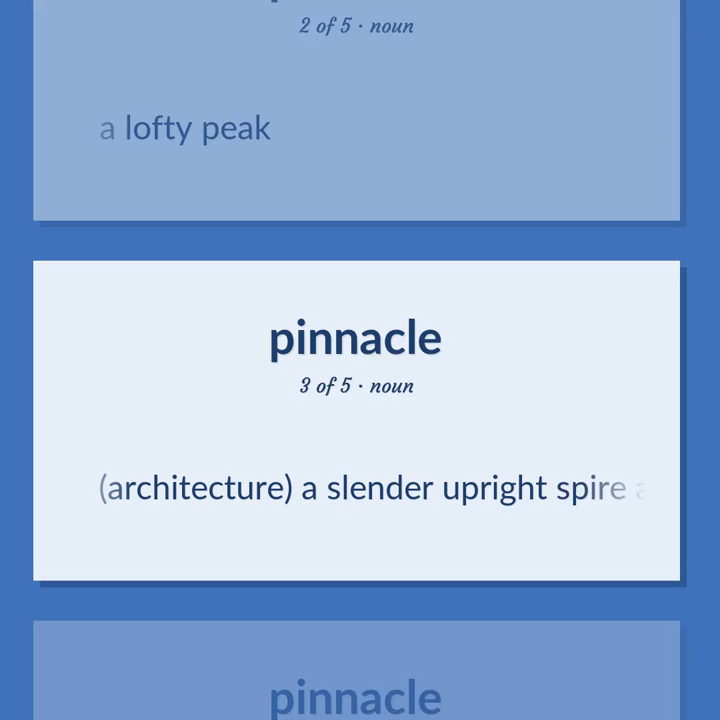 2 of 5 · noun
a lofty peak
pinnacle
3 of 5 · noun
(architecture) a slender upright spire a
pinnacle